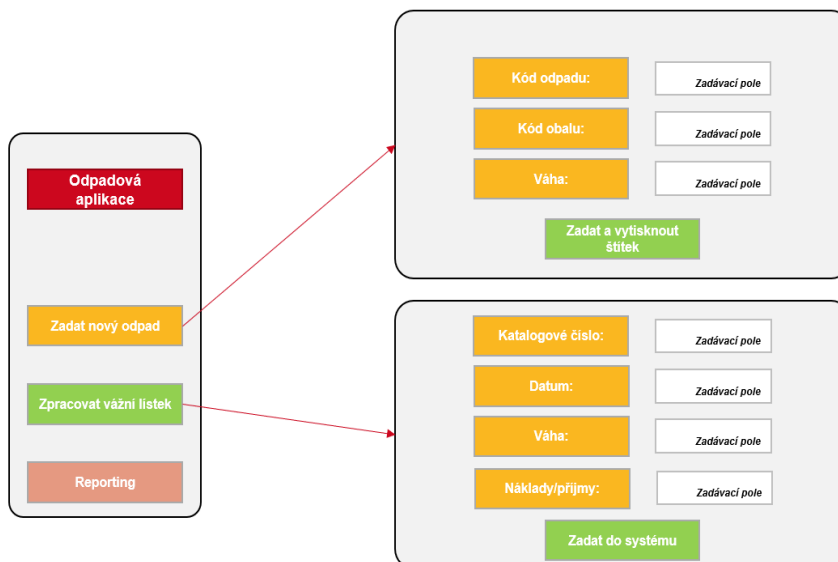 Odpadová
aplikace
Zadat nový odpad
Zpracovat vážní lístek
Reporting
Kód odpadu:
Zadávací pole
Kód obalu:
Zadávací pole
Váha:
Zadávací pole
Zadat a vytisknout
štítek
Katalogové číslo:
Zadávací pole
Datum:
Zadávací pole
Váha:
Zadávací pole
Náklady/příjmy:
Zadávací pole
Zadat do systému